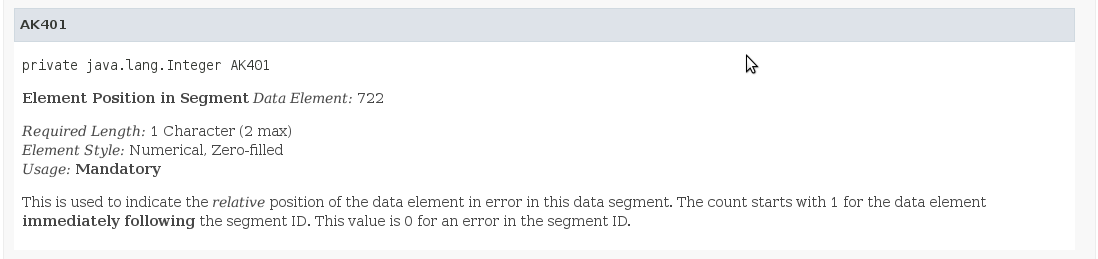 AK401
private java.lang.Integer AK401
Element Position in Segment Data Element: 722
Required Length: 1 Character (2 max)
Element Style: Numerical, Zero-filled
Usage: Mandatory
This is used to indicate the relative position of the data element in error in this data segment. The count starts with 1 for the data element
immediately following the segment ID. This value is 0 for an error in the segment ID.